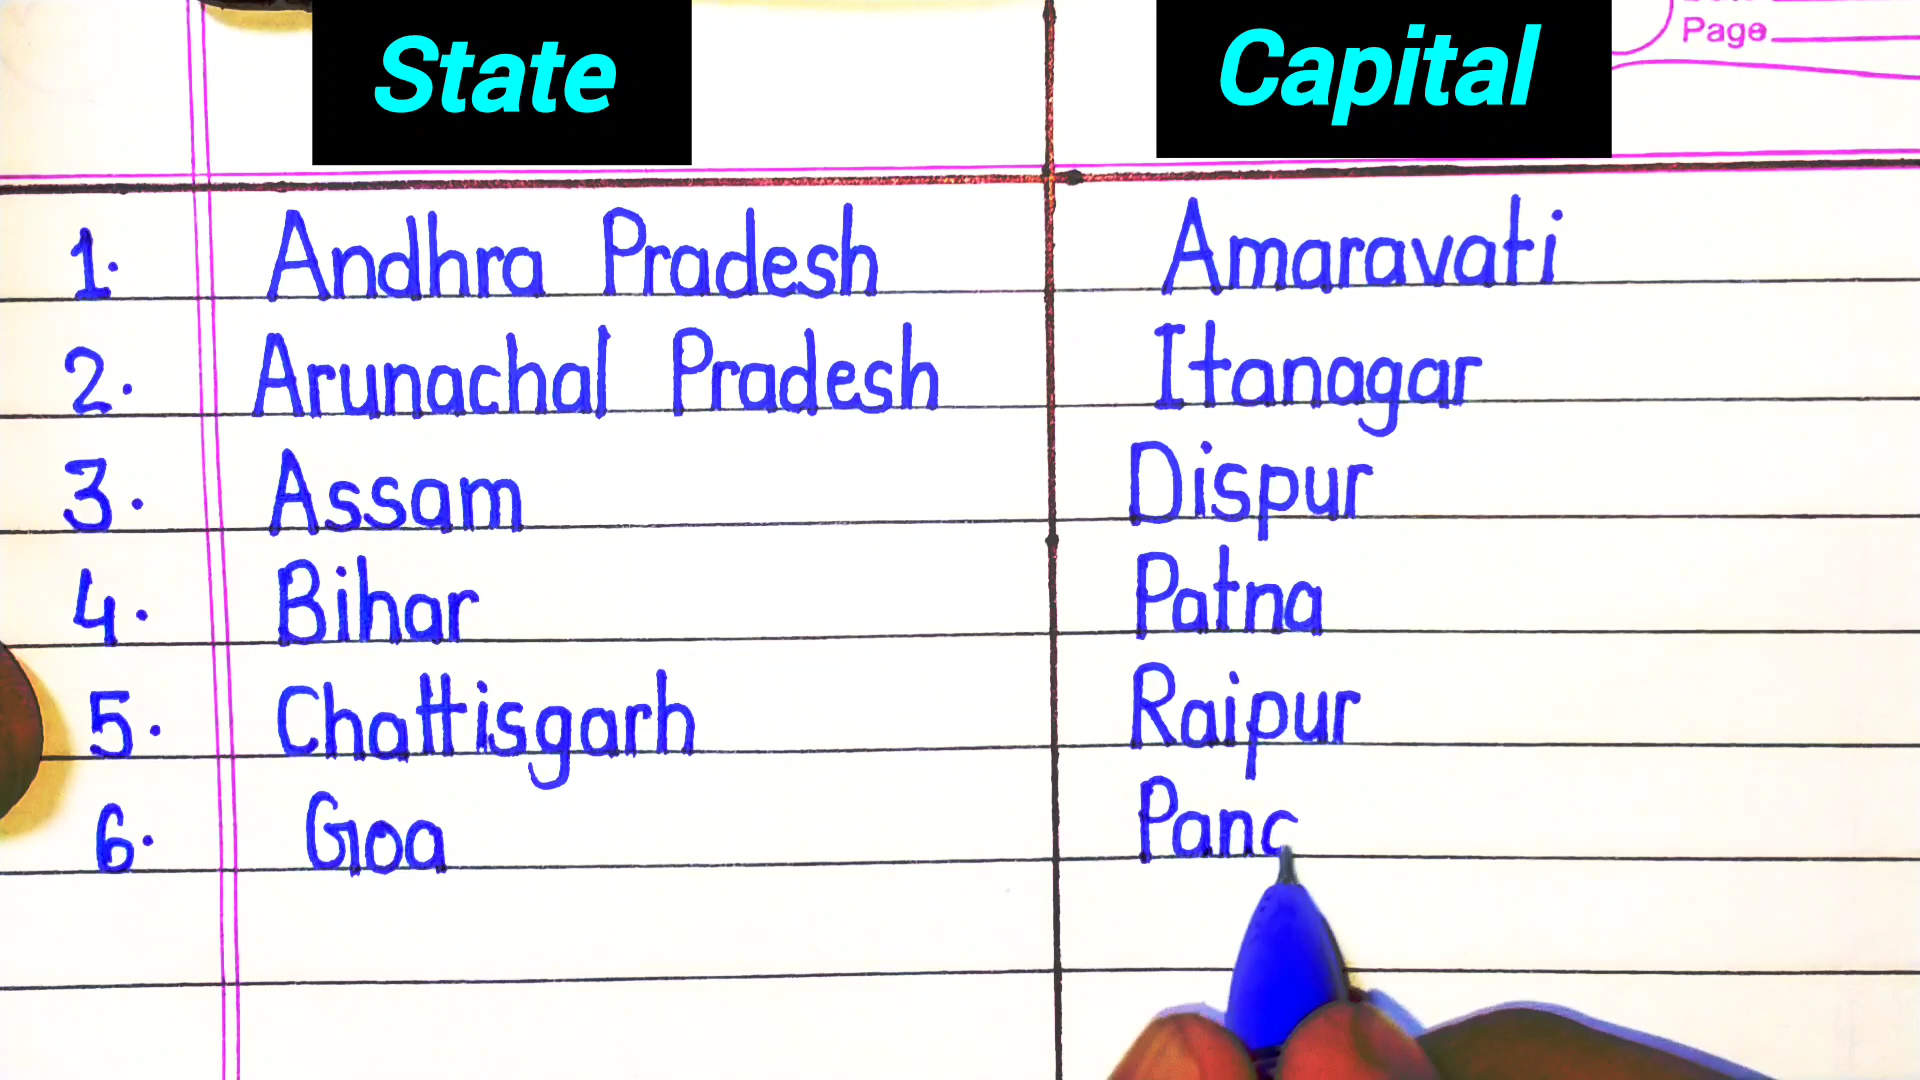 State Capital
Page
1. Andhra Pradesh Amaravati
2. Arunachal Pradesh Itanagar
3. Assam Dispur
4. Bihar Patna
5. Chattisgarh Raipur
6. Goa Panc